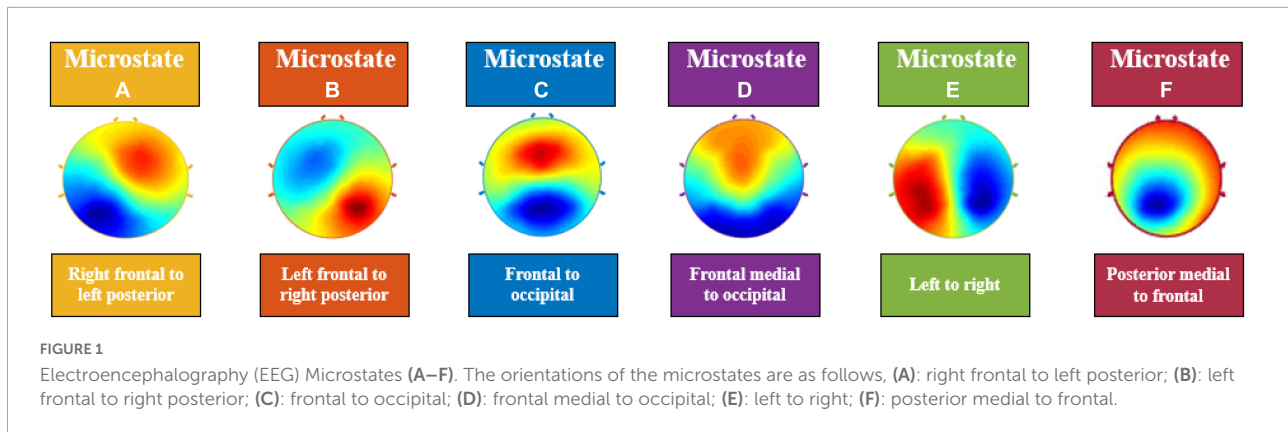 Microstate
A
Microstate
B
Microstate
C
Microstate
D
Microstate
E
Microstate
F
Right frontal to
left posterior
Left frontal to
right posterior
Frontal to
occipital
Frontal medial
to occipital
Left to right
Posterior medial
to frontal
FIGURE 1
Electroencephalography (EEG) Microstates (A–F). The orientations of the microstates are as follows, (A): right frontal to left posterior; (B): left
frontal to right posterior; (C): frontal to occipital; (D): frontal medial to occipital; (E): left to right; (F): posterior medial to frontal.